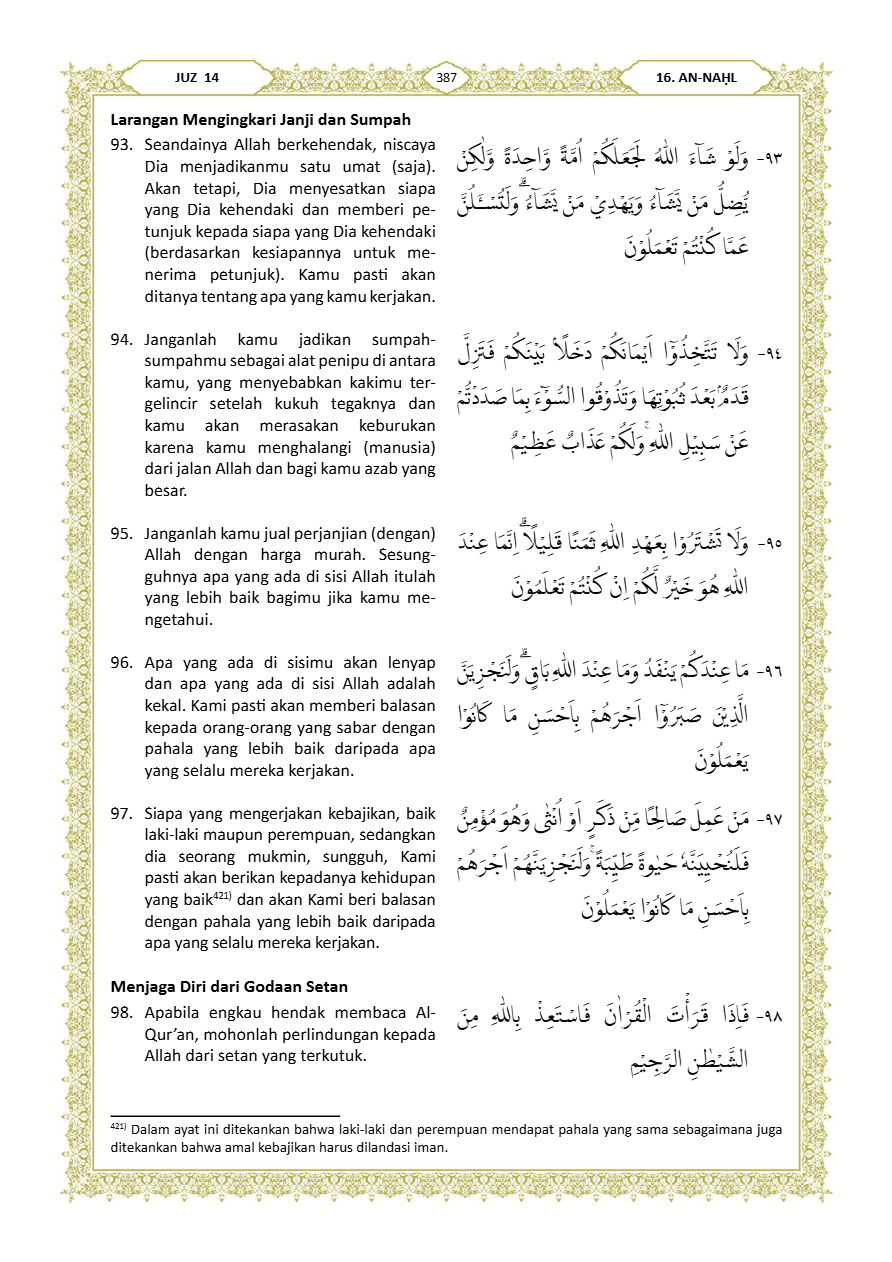 JUZ 14
387
16. AN-NAḤL
Larangan Mengingkari Janji dan Sumpah
93. Seandainya Allah berkehendak, niscaya
Dia menjadikanmu satu umat (saja).
Akan tetapi, Dia menyesatkan siapa
yang Dia kehendaki dan memberi pe-
tunjuk kepada siapa yang Dia kehendaki
(berdasarkan kesiapannya untuk me-
nerima petunjuk). Kamu pasti akan
ditanya tentang apa yang kamu kerjakan.
٩٣- وَلَوْ شَاۤءَ اللّٰهُ لَجَعَلَكُمْ اُمَّةً وَّاحِدَةً وَّلٰكِنْ
يُّضِلُّ مَنْ يَّشَاۤءُ وَيَهْدِيْ مَنْ يَّشَاۤءُۗ وَلَتُسْـَٔلُنَّ
عَمَّا كُنْتُمْ تَعْمَلُوْنَ
94. Janganlah kamu jadikan sumpah-
sumpahmu sebagai alat penipu di antara
kamu, yang menyebabkan kakimu ter-
gelincir setelah kukuh tegaknya dan
kamu akan merasakan keburukan
karena kamu menghalangi (manusia)
dari jalan Allah dan bagi kamu azab yang
besar.
٩٤- وَلَا تَتَّخِذُوْٓا اَيْمَانَكُمْ دَخَلًاۢ بَيْنَكُمْ فَتَزِلَّ
قَدَمٌۢ بَعْدَ ثُبُوْتِهَا وَتَذُوْقُوا السُّوْۤءَ بِمَا صَدَدْتُّمْ
عَنْ سَبِيْلِ اللّٰهِ ۚوَلَكُمْ عَذَابٌ عَظِيْمٌ
95. Janganlah kamu jual perjanjian (dengan)
Allah dengan harga murah. Sesung-
guhnya apa yang ada di sisi Allah itulah
yang lebih baik bagimu jika kamu me-
ngetahui.
٩٥- وَلَا تَشْتَرُوْا بِعَهْدِ اللّٰهِ ثَمَنًا قَلِيْلًاۗ اِنَّمَا عِنْدَ
اللّٰهِ هُوَ خَيْرٌ لَّكُمْ اِنْ كُنْتُمْ تَعْلَمُوْنَ
96. Apa yang ada di sisimu akan lenyap
dan apa yang ada di sisi Allah adalah
kekal. Kami pasti akan memberi balasan
kepada orang-orang yang sabar dengan
pahala yang lebih baik daripada apa
yang selalu mereka kerjakan.
٩٦- مَا عِنْدَكُمْ يَنْفَدُ وَمَا عِنْدَ اللّٰهِ بَاقٍۗ وَلَنَجْزِيَنَّ
الَّذِيْنَ صَبَرُوْٓا اَجْرَهُمْ بِاَحْسَنِ مَا كَانُوْا
يَعْمَلُوْنَ
97. Siapa yang mengerjakan kebajikan, baik
laki-laki maupun perempuan, sedangkan
dia seorang mukmin, sungguh, Kami
pasti akan berikan kepadanya kehidupan
yang baik⁴²¹⁾ dan akan Kami beri balasan
dengan pahala yang lebih baik daripada
apa yang selalu mereka kerjakan.
٩٧- مَنْ عَمِلَ صَالِحًا مِّنْ ذَكَرٍ اَوْ اُنْثٰى وَهُوَ مُؤْمِنٌ
فَلَنُحْيِيَنَّهٗ حَيٰوةً طَيِّبَةًۚ وَلَنَجْزِيَنَّهُمْ اَجْرَهُمْ
بِاَحْسَنِ مَا كَانُوْا يَعْمَلُوْنَ
Menjaga Diri dari Godaan Setan
98. Apabila engkau hendak membaca Al-
Qur’an, mohonlah perlindungan kepada
Allah dari setan yang terkutuk.
٩٨- فَاِذَا قَرَأْتَ الْقُرْاٰنَ فَاسْتَعِذْ بِاللّٰهِ مِنَ
الشَّيْطٰنِ الرَّجِيْمِ
⁴²¹⁾ Dalam ayat ini ditekankan bahwa laki-laki dan perempuan mendapat pahala yang sama sebagaimana juga
ditekankan bahwa amal kebajikan harus dilandasi iman.